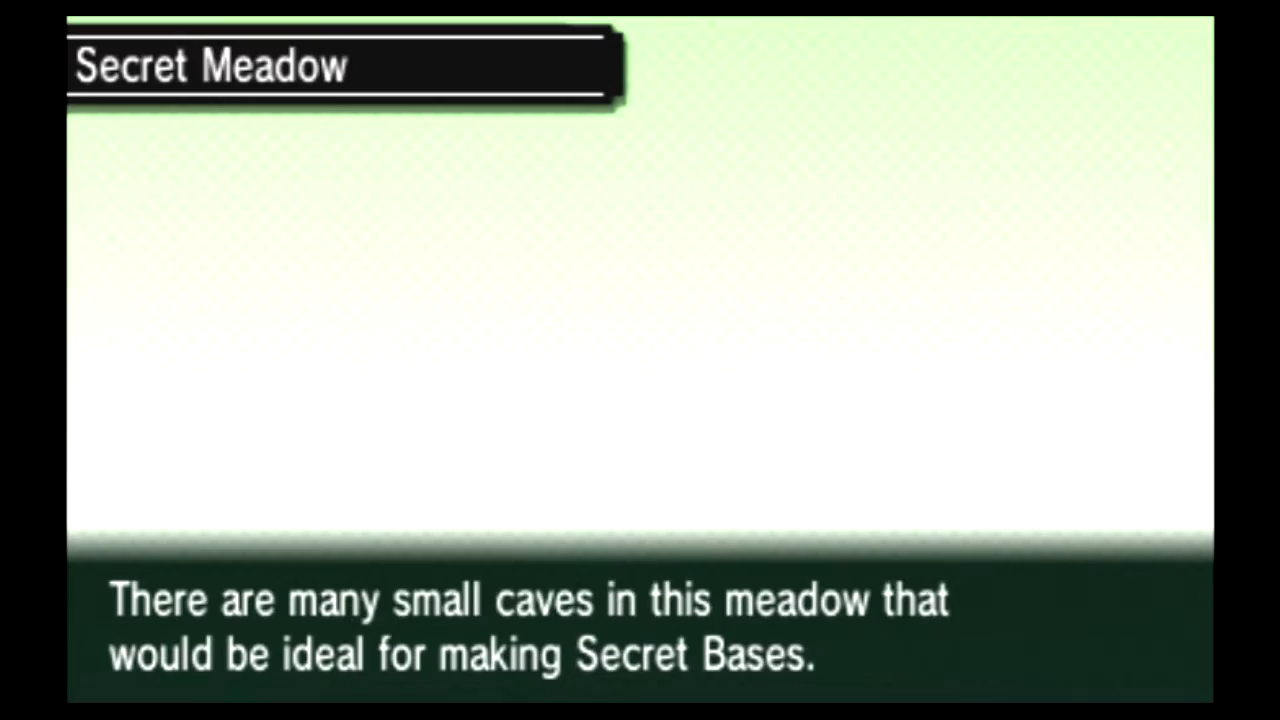 Secret Meadow
There are many small caves in this meadow that
would be ideal for making Secret Bases.